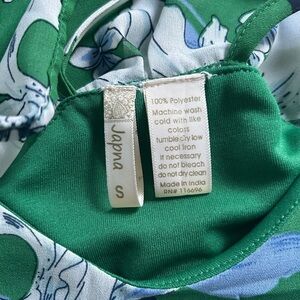 Japna
S
100% Polyester
Machine wash
cold with like
coloss
tumble dry low
cool iron
if necessary
do not bleach
do not dry clean
Made in India
RN# 116696